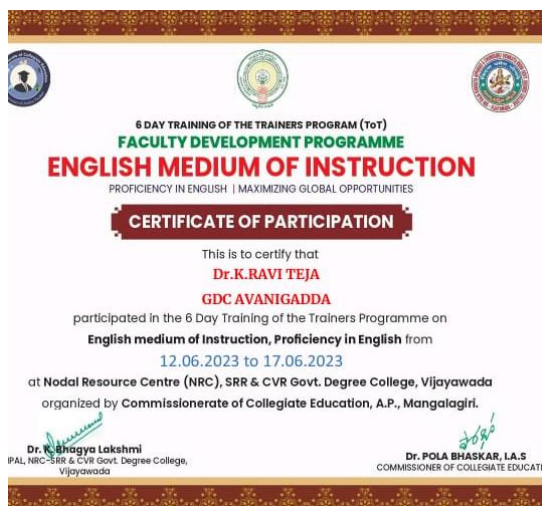 6 DAY TRAINING OF THE TRAINERS PROGRAM (ToT)
FACULTY DEVELOPMENT PROGRAMME
ENGLISH MEDIUM OF INSTRUCTION
PROFICIENCY IN ENGLISH | MAXIMIZING GLOBAL OPPORTUNITIES
CERTIFICATE OF PARTICIPATION
This is to certify that
Dr.K.RAVI TEJA
GDC AVANIGADDA
participated in the 6 Day Training of the Trainers Programme on
English medium of Instruction, Proficiency in English from
12.06.2023 to 17.06.2023
at Nodal Resource Centre (NRC), SRR & CVR Govt. Degree College, Vijayawada
organized by Commissionerate of Collegiate Education, A.P., Mangalagiri.
Dr. K. Bhagya Lakshmi
IPAL, NRC-SRR & CVR Govt. Degree College,
Vijayawada
Dr. POLA BHASKAR, I.A.S
COMMISSIONER OF COLLEGIATE EDUCATI